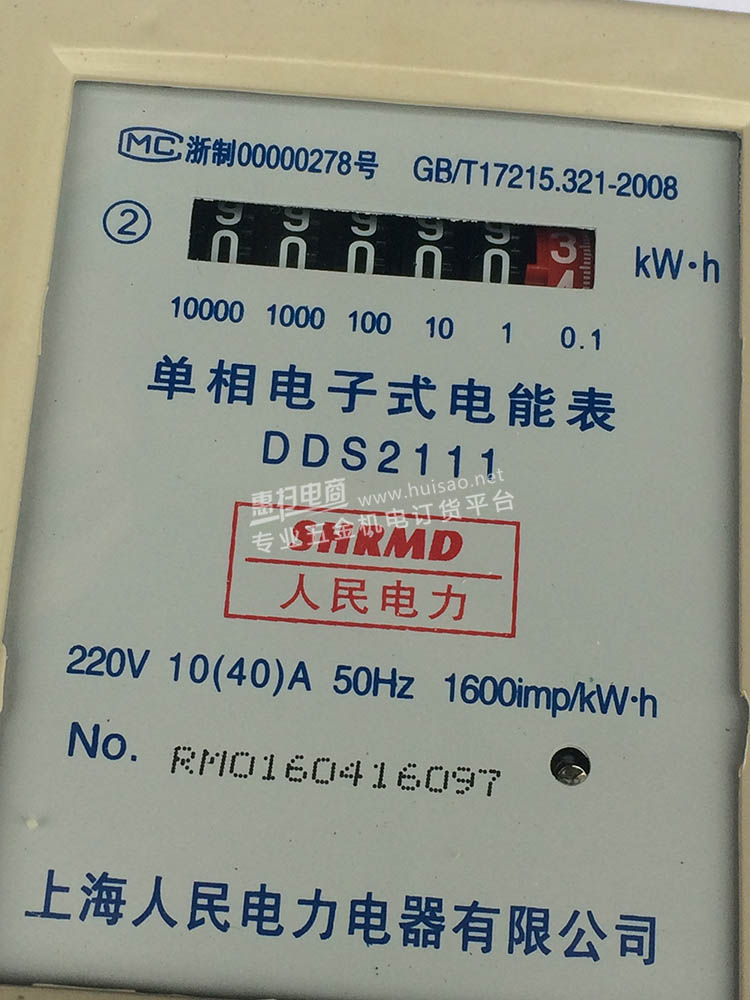 MC 浙制00000278号 GB/T17215.321-2008
② 00000 3 kW·h
10000 1000 100 10 1 0.1
单相电子式电能表
DDS2111
惠扫电商 www.huisao.net
专业五金机电订货平台
SHRMD
人民电力
220V 10(40)A 50Hz 1600imp/kW·h
No. RM0160416097
上海人民电力电器有限公司